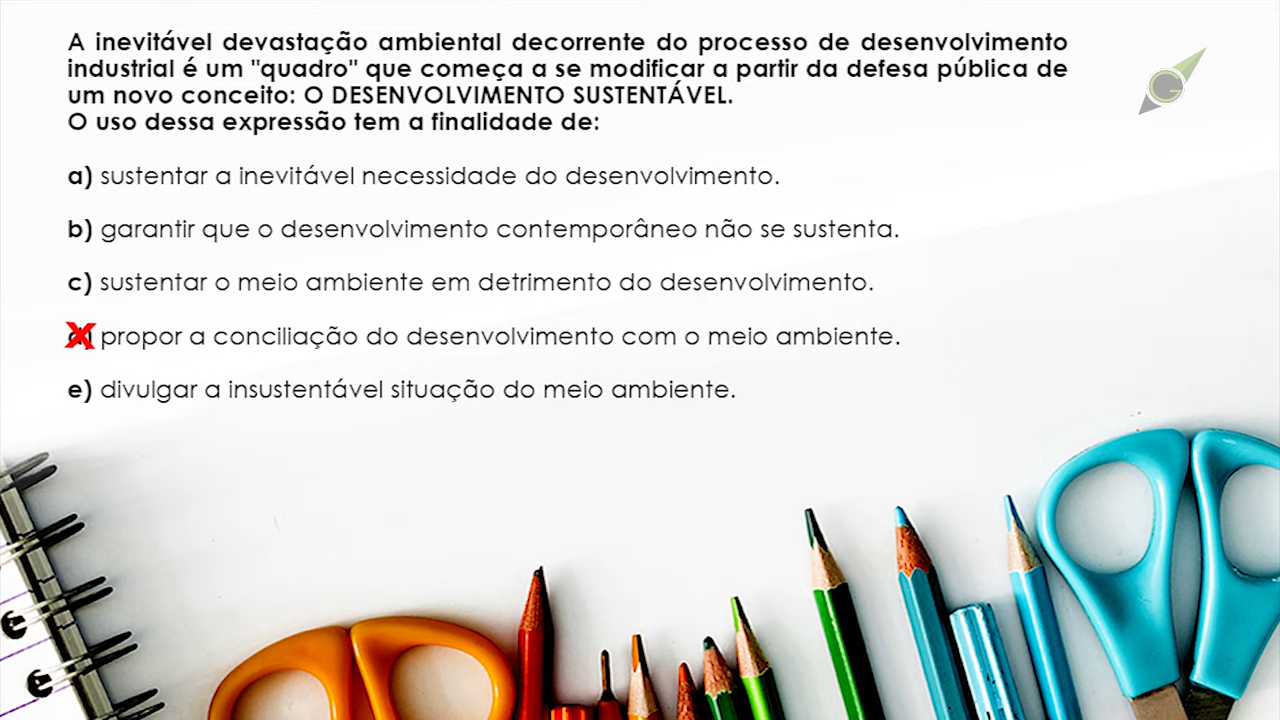 A inevitável devastação ambiental decorrente do processo de desenvolvimento
industrial é um "quadro" que começa a se modificar a partir da defesa pública de
um novo conceito: O DESENVOLVIMENTO SUSTENTÁVEL.
O uso dessa expressão tem a finalidade de:
a) sustentar a inevitável necessidade do desenvolvimento.
b) garantir que o desenvolvimento contemporâneo não se sustenta.
c) sustentar o meio ambiente em detrimento do desenvolvimento.
d) propor a conciliação do desenvolvimento com o meio ambiente.
e) divulgar a insustentável situação do meio ambiente.